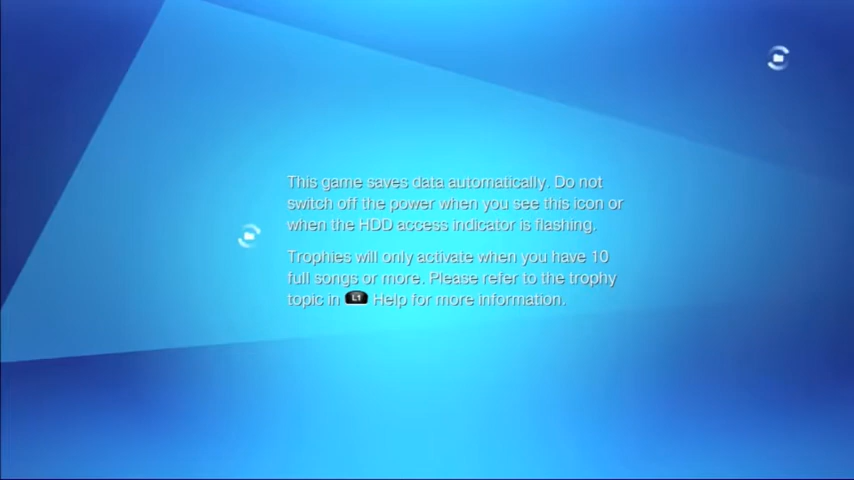 This game saves data automatically. Do not
switch off the power when you see this icon or
when the HDD access indicator is flashing.
Trophies will only activate when you have 10
full songs or more. Please refer to the trophy
topic in L1 Help for more information.